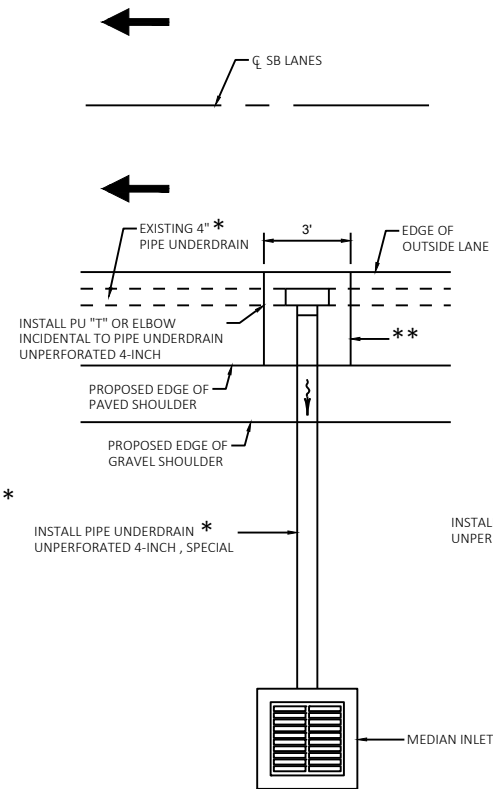 ℄ SB LANES
EXISTING 4" *
PIPE UNDERDRAIN
3'
EDGE OF
OUTSIDE LANE
INSTALL PU "T" OR ELBOW
INCIDENTAL TO PIPE UNDERDRAIN
UNPERFORATED 4-INCH
**
PROPOSED EDGE OF
PAVED SHOULDER
PROPOSED EDGE OF
GRAVEL SHOULDER
*
INSTALL PIPE UNDERDRAIN *
UNPERFORATED 4-INCH , SPECIAL
INSTAL
UNPER
MEDIAN INLET